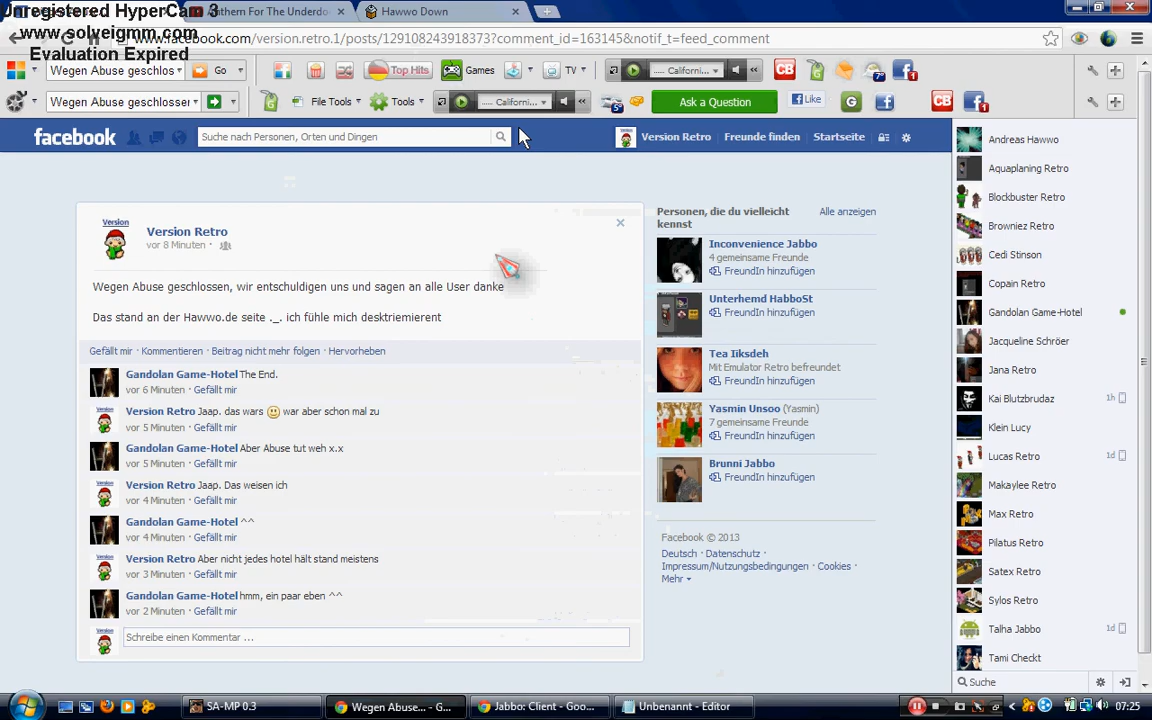 Unregistered HyperCam 3
Anthem For The Underdo
Hawwo Down
www.solveigmm.com
www.facebook.com/version.retro.1/posts/129108243918373?comment_id=163145&notif_t=feed_comment
Evaluation Expired
Wegen Abuse geschlos
Go
Top Hits
Games
TV
..... Californi...
CB
7°
1
Wegen Abuse geschlosser
File Tools
Tools
.... Californi...
5°
Ask a Question
Like
G
CB
1
facebook
Suche nach Personen, Orten und Dingen
Version Retro
Freunde finden
Startseite
Version
Version Retro
vor 8 Minuten ·
Wegen Abuse geschlossen, wir entschuldigen uns und sagen an alle User danke
Das stand an der Hawwo.de seite ._. ich fühle mich desktriemierent
Gefällt mir · Kommentieren · Beitrag nicht mehr folgen · Hervorheben
Gandolan Game-Hotel The End.
vor 6 Minuten · Gefällt mir
Version Retro Jaap. das wars war aber schon mal zu
vor 5 Minuten · Gefällt mir
Gandolan Game-Hotel Aber Abuse tut weh x.x
vor 5 Minuten · Gefällt mir
Version Retro Jaap. Das weisen ich
vor 4 Minuten · Gefällt mir
Gandolan Game-Hotel ^^
vor 4 Minuten · Gefällt mir
Version Retro Aber nicht jedes hotel hält stand meistens
vor 3 Minuten · Gefällt mir
Gandolan Game-Hotel hmm, ein paar eben ^^
vor 2 Minuten · Gefällt mir
Schreibe einen Kommentar ...
Personen, die du vielleicht
kennst
Alle anzeigen
Inconvenience Jabbo
4 gemeinsame Freunde
FreundIn hinzufügen
Unterhemd HabboSt
FreundIn hinzufügen
Tea Iiksdeh
Mit Emulator Retro befreundet
FreundIn hinzufügen
Yasmin Unsoo (Yasmin)
7 gemeinsame Freunde
FreundIn hinzufügen
Brunni Jabbo
FreundIn hinzufügen
Facebook © 2013
Deutsch · Datenschutz ·
Impressum/Nutzungsbedingungen · Cookies ·
Mehr
Andreas Hawwo
Aquaplaning Retro
Blockbuster Retro
Browniez Retro
Cedi Stinson
Copain Retro
Gandolan Game-Hotel
Jacqueline Schröer
Jana Retro
Kai Blutzbrudaz 1h
Klein Lucy
Lucas Retro 1d
Makaylee Retro
Max Retro
Pilatus Retro
Satex Retro
Sylos Retro
Talha Jabbo 1d
Tami Checkt
Suche
SA-MP 0.3
Wegen Abuse... - G...
Jabbo: Client - Goo...
Unbenannt - Editor
07:25